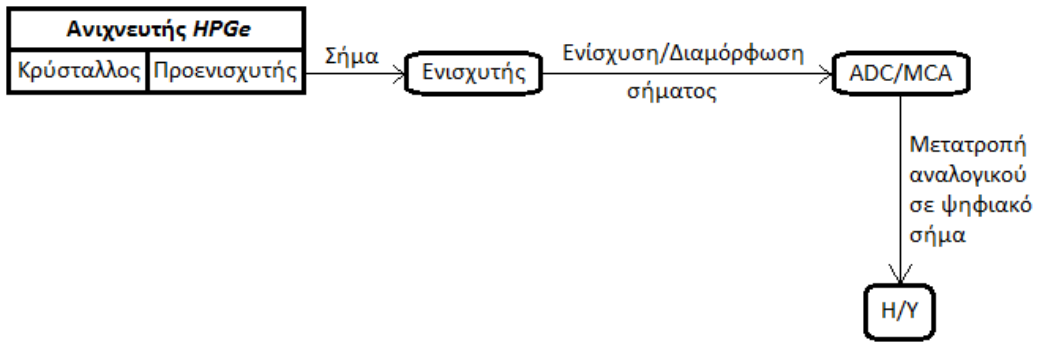 Ανιχνευτής HPGe
Κρύσταλλος Προενισχυτής
Σήμα
Ενισχυτής
Ενίσχυση/Διαμόρφωση
σήματος
ADC/MCA
Μετατροπή
αναλογικού
σε ψηφιακό
σήμα
Η/Υ